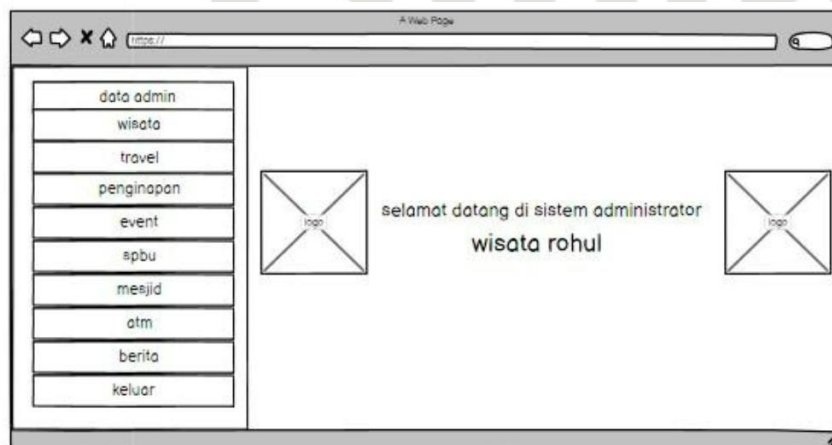 A Web Page
https://
data admin
wisata
travel
penginapan
event
spbu
mesjid
atm
berita
keluar
logo
selamat datang di sistem administrator
wisata rohul
logo